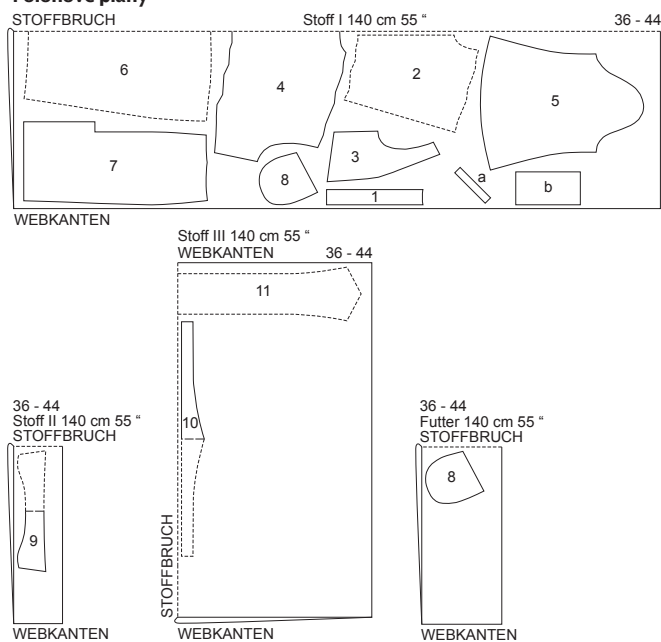 Polohové plány
STOFFBRUCH Stoff I 140 cm 55 “ 36 - 44
6
4
2
5
7
8
3
1
a
b
WEBKANTEN
Stoff III 140 cm 55 “
WEBKANTEN 36 - 44
11
10
STOFFBRUCH
WEBKANTEN
36 - 44
Stoff II 140 cm 55 “
STOFFBRUCH
9
WEBKANTEN
36 - 44
Futter 140 cm 55 “
STOFFBRUCH
8
WEBKANTEN